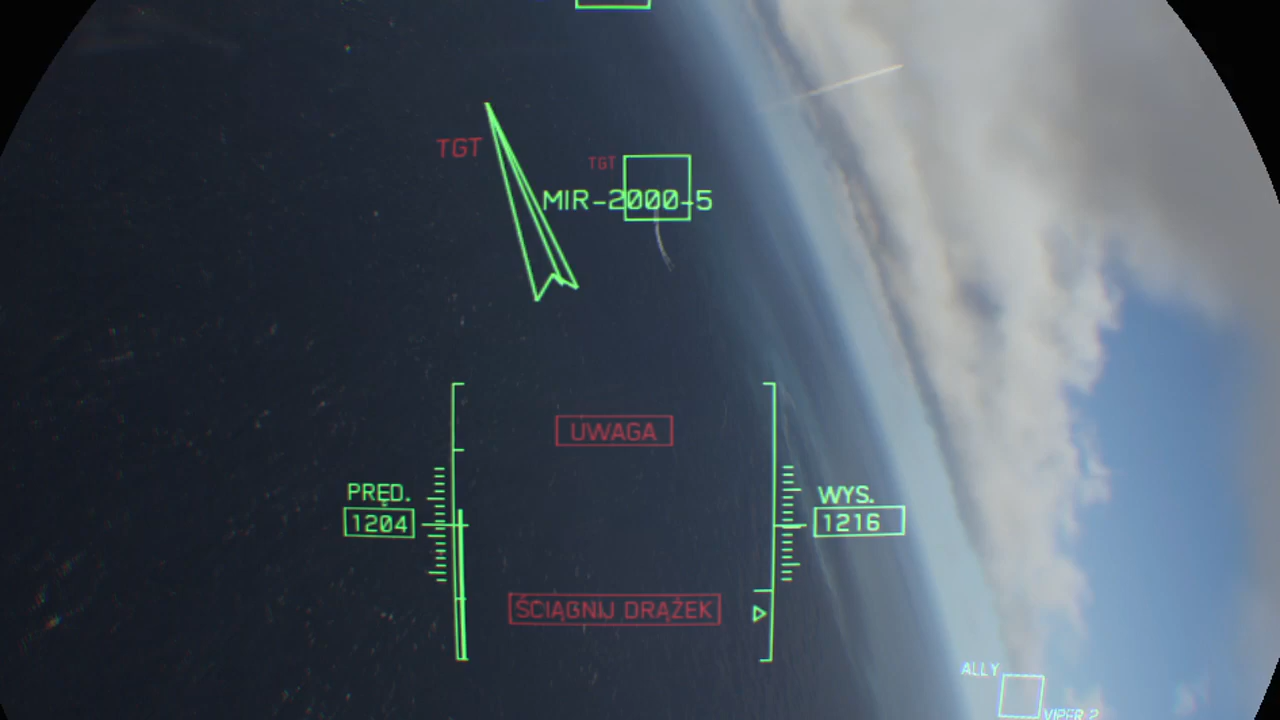 TGT
TGT
MIR-2000-5
UWAGA
PRĘD.
1204
WYS.
1216
ŚCIĄGNIJ DRĄŻEK
ALLY
VIPER 2